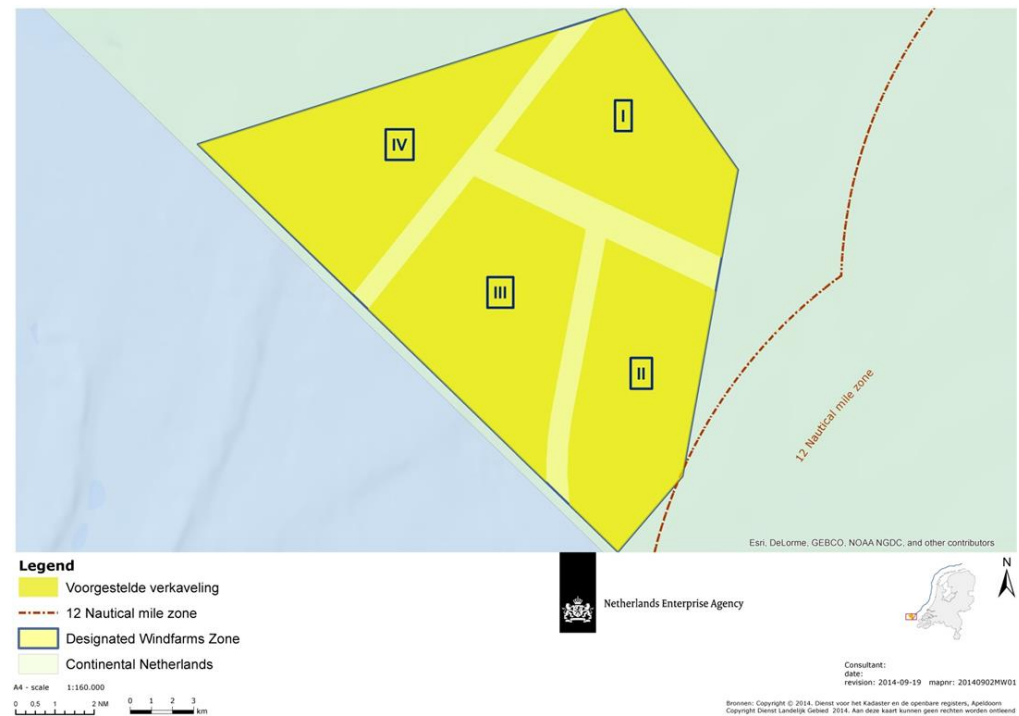 IV
I
III
II
12 Nautical mile zone
Esri, DeLorme, GEBCO, NOAA NGDC, and other contributors
Legend
Voorgestelde verkaveling
12 Nautical mile zone
Designated Windfarms Zone
Continental Netherlands
Netherlands Enterprise Agency
N
A4 - scale 1:160.000
0 0,5 1 2 NM
0 1 2 3 km
Consultant:
date:
revision: 2014-09-19 mapnr: 20140902MW01
Bronnen: Copyright © 2014. Dienst voor het Kadaster en de openbare registers, Apeldoorn
Copyright Dienst Landelijk Gebied 2014. Aan deze kaart kunnen geen rechten worden ontleend